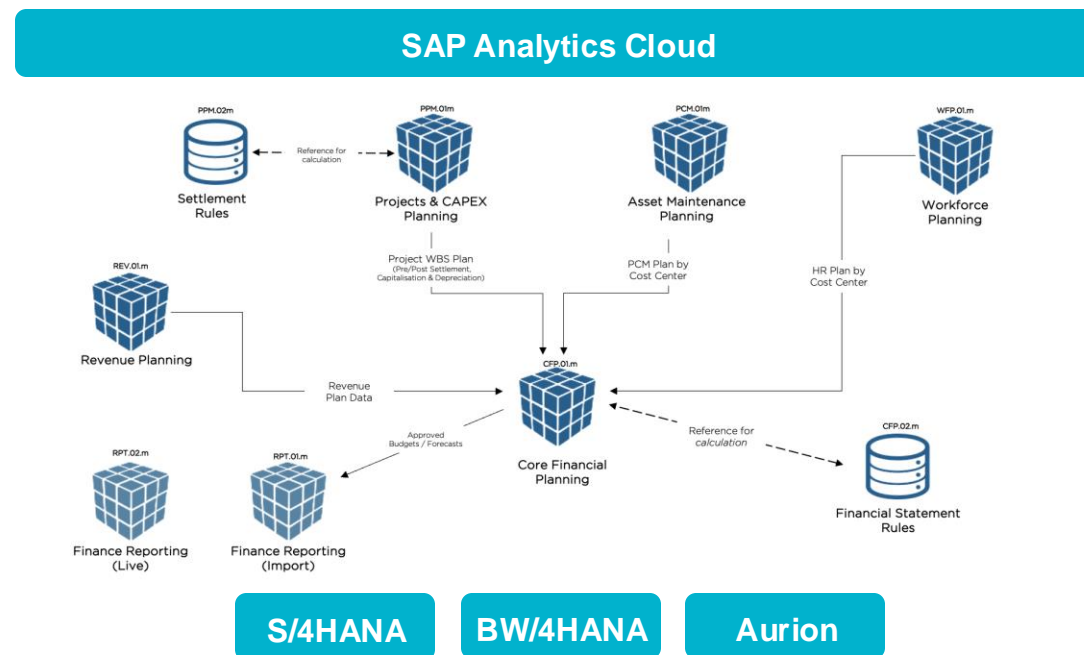 SAP Analytics Cloud
PPM.02m
Settlement
Rules
Reference for
calculation
PPM.01m
Projects & CAPEX
Planning
PCM.01m
Asset Maintenance
Planning
WFP.01.m
Workforce
Planning
Project WBS Plan
(Pre/Post Settlement,
Capitalisation & Depreciation)
PCM Plan by
Cost Center
HR Plan by
Cost Center
REV.01.m
Revenue Planning
Revenue
Plan Data
CFP.01.m
Core Financial
Planning
Approved
Budgets / Forecasts
Reference for
calculation
CFP.02.m
Financial Statement
Rules
RPT.02.m
Finance Reporting
(Live)
RPT.01.m
Finance Reporting
(Import)
S/4HANA
BW/4HANA
Aurion